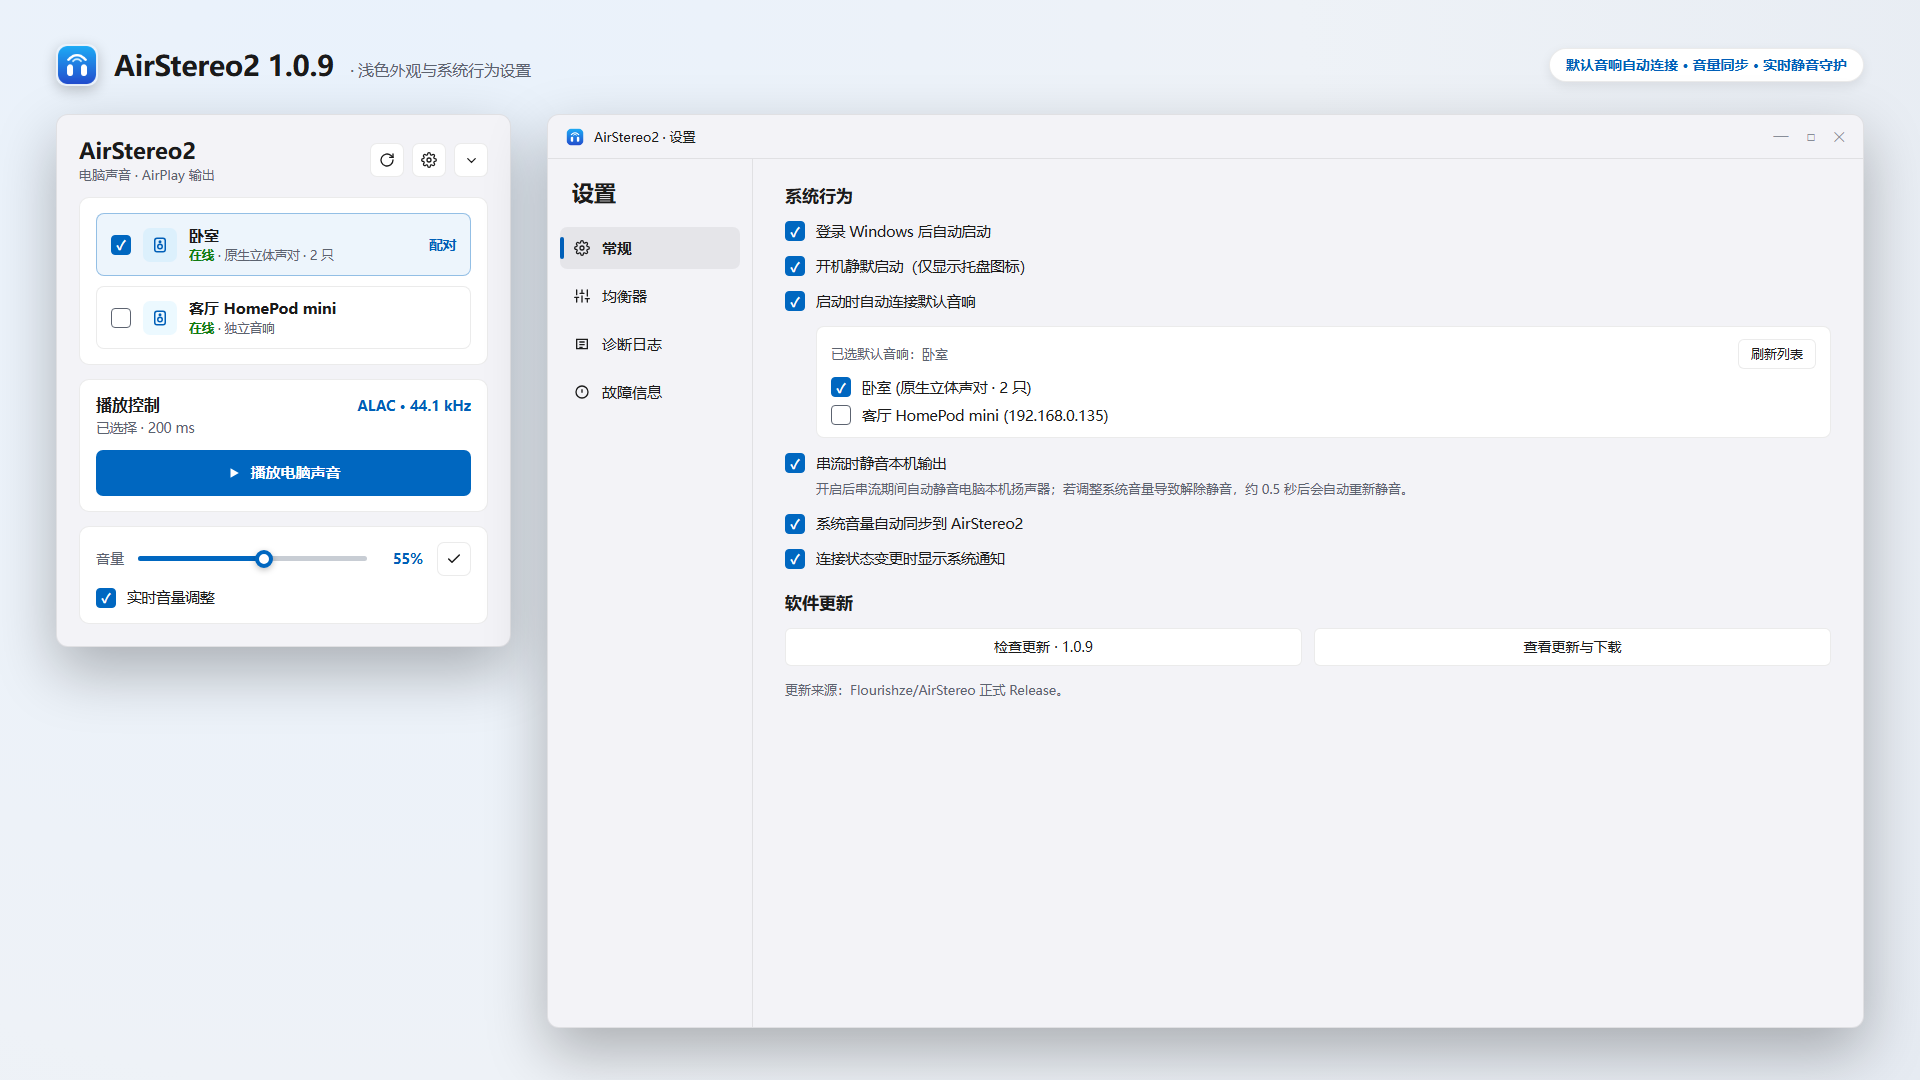 AirStereo2 1.0.9 · 浅色外观与系统行为设置
默认音响自动连接 • 音量同步 • 实时静音守护
AirStereo2
电脑声音 · AirPlay 输出
卧室
在线 · 原生立体声对 · 2 只
配对
客厅 HomePod mini
在线 · 独立音响
播放控制
ALAC • 44.1 kHz
已选择 · 200 ms
播放电脑声音
音量
55%
实时音量调整
AirStereo2 · 设置
设置
常规
均衡器
诊断日志
故障信息
系统行为
登录 Windows 后自动启动
开机静默启动（仅显示托盘图标）
启动时自动连接默认音响
已选默认音响：卧室
刷新列表
卧室 (原生立体声对 · 2 只)
客厅 HomePod mini (192.168.0.135)
串流时静音本机输出
开启后串流期间自动静音电脑本机扬声器；若调整系统音量导致解除静音，约 0.5 秒后会自动重新静音。
系统音量自动同步到 AirStereo2
连接状态变更时显示系统通知
软件更新
检查更新 · 1.0.9
查看更新与下载
更新来源：Flourishze/AirStereo 正式 Release。